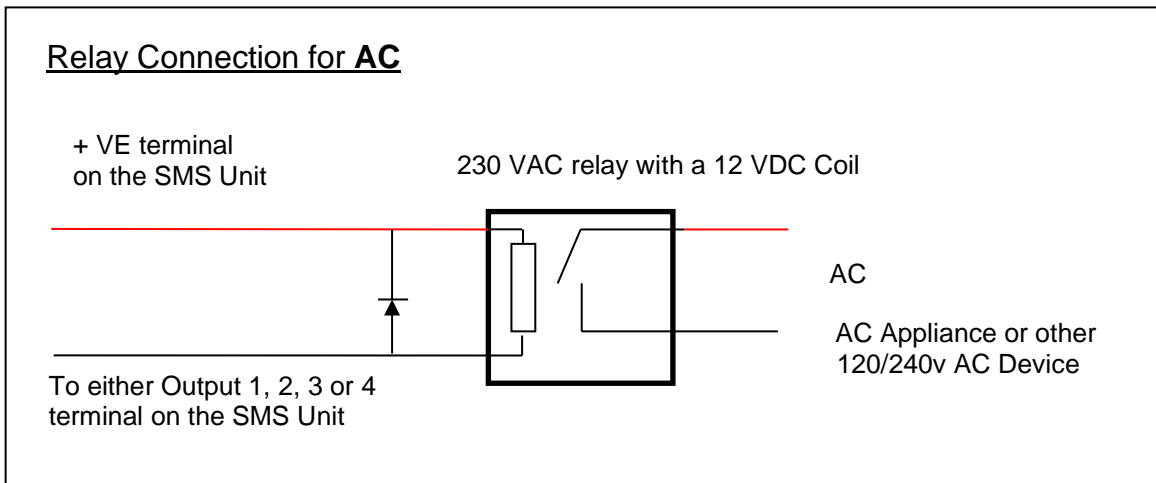 Relay Connection for AC
+ VE terminal
on the SMS Unit
230 VAC relay with a 12 VDC Coil
AC
AC Appliance or other
120/240v AC Device
To either Output 1, 2, 3 or 4
terminal on the SMS Unit